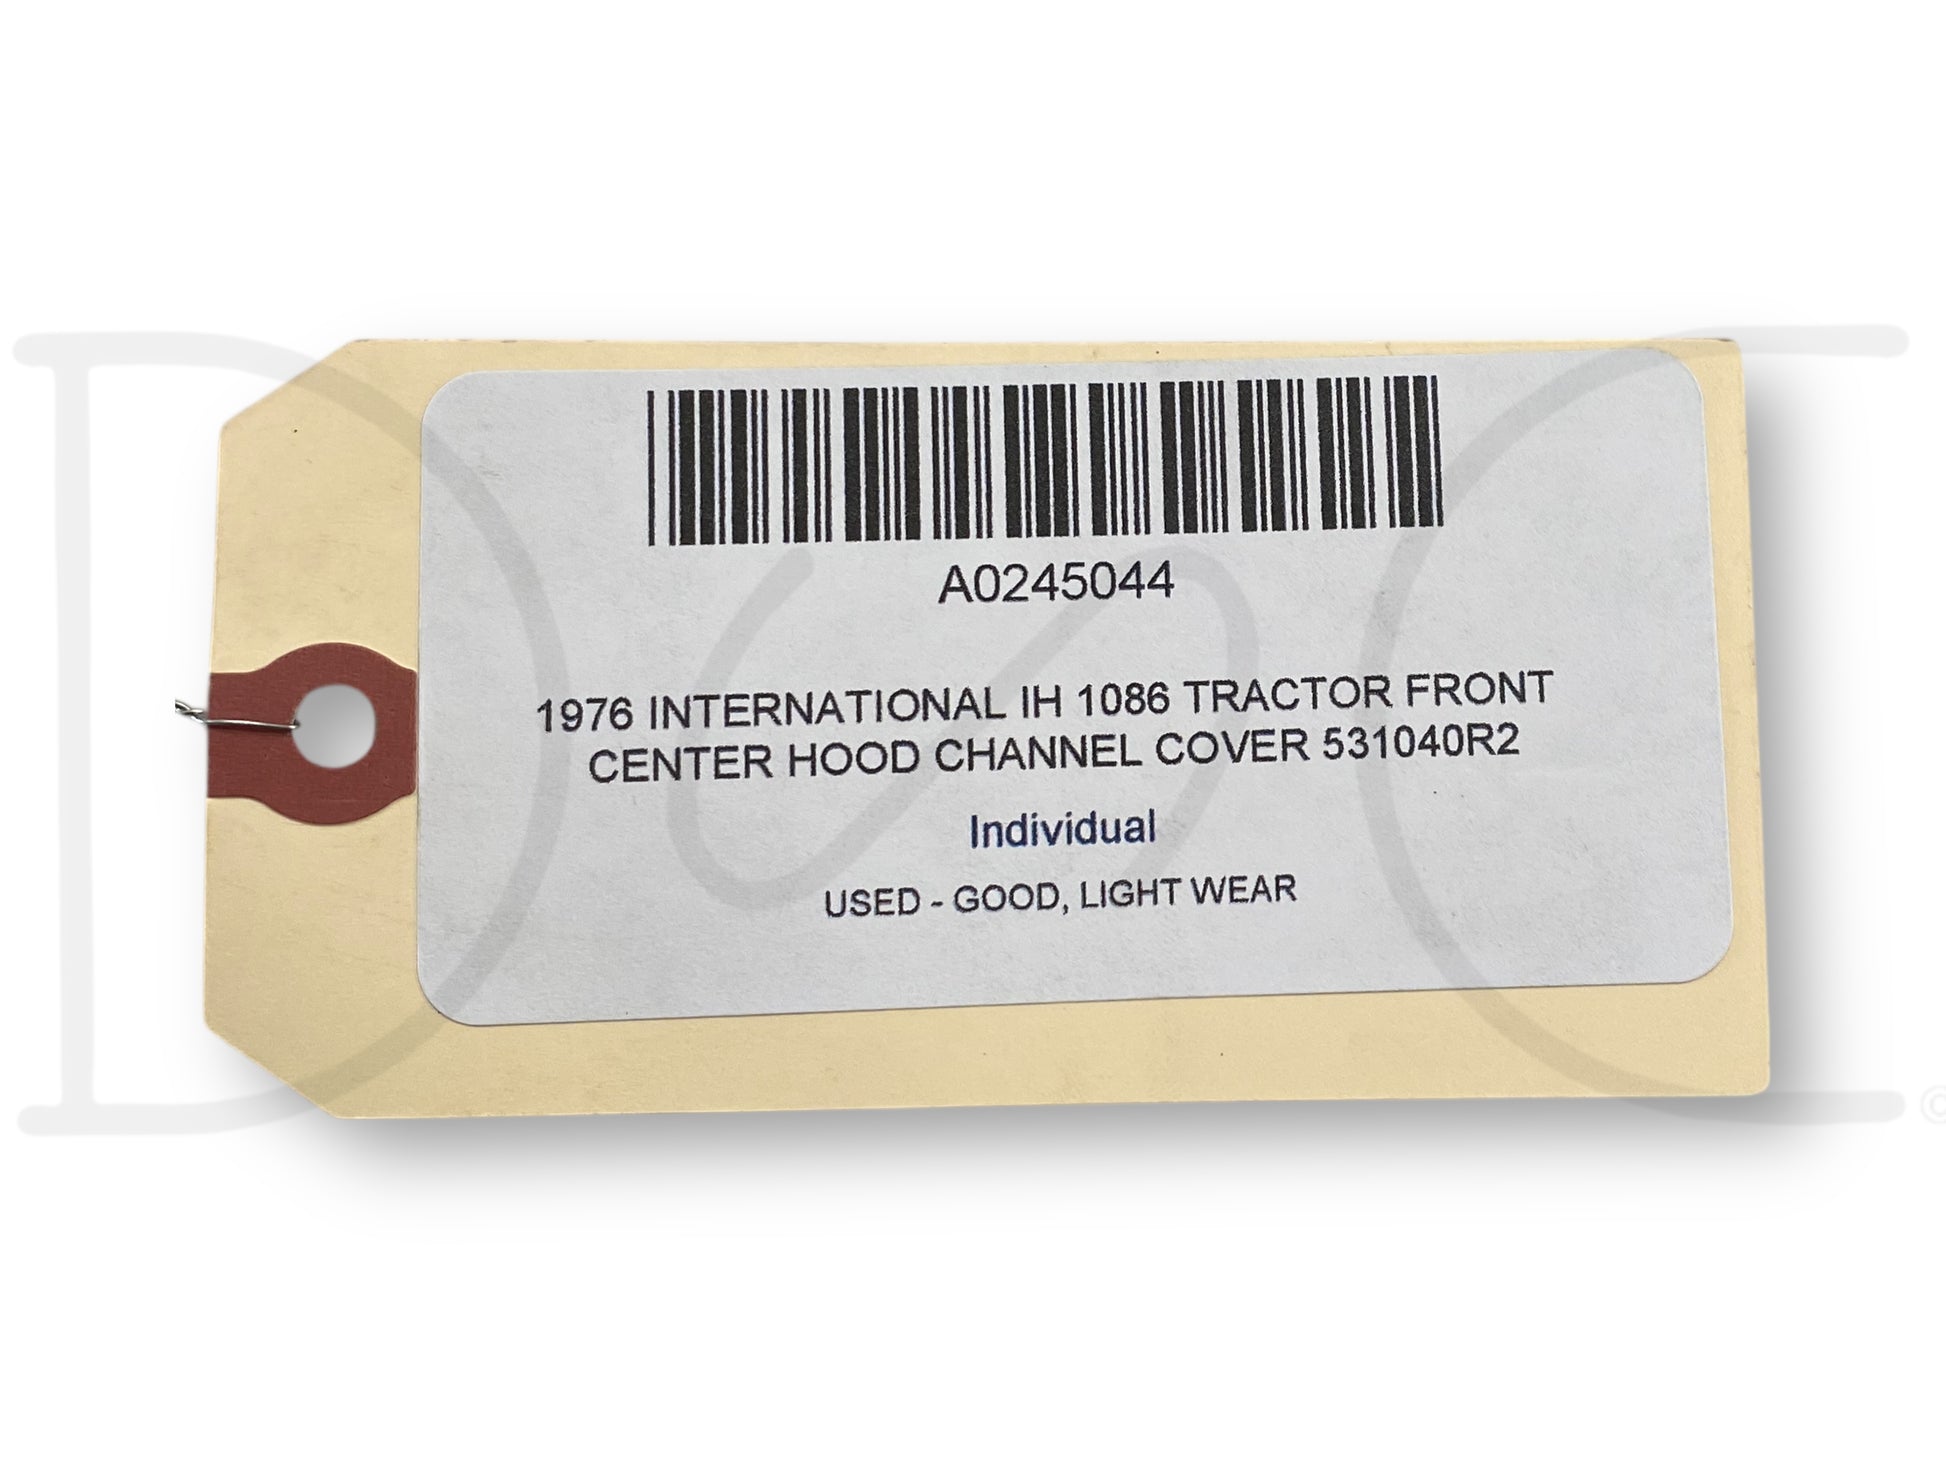 A0245044
1976 INTERNATIONAL IH 1086 TRACTOR FRONT
CENTER HOOD CHANNEL COVER 531040R2
Individual
USED - GOOD, LIGHT WEAR
©